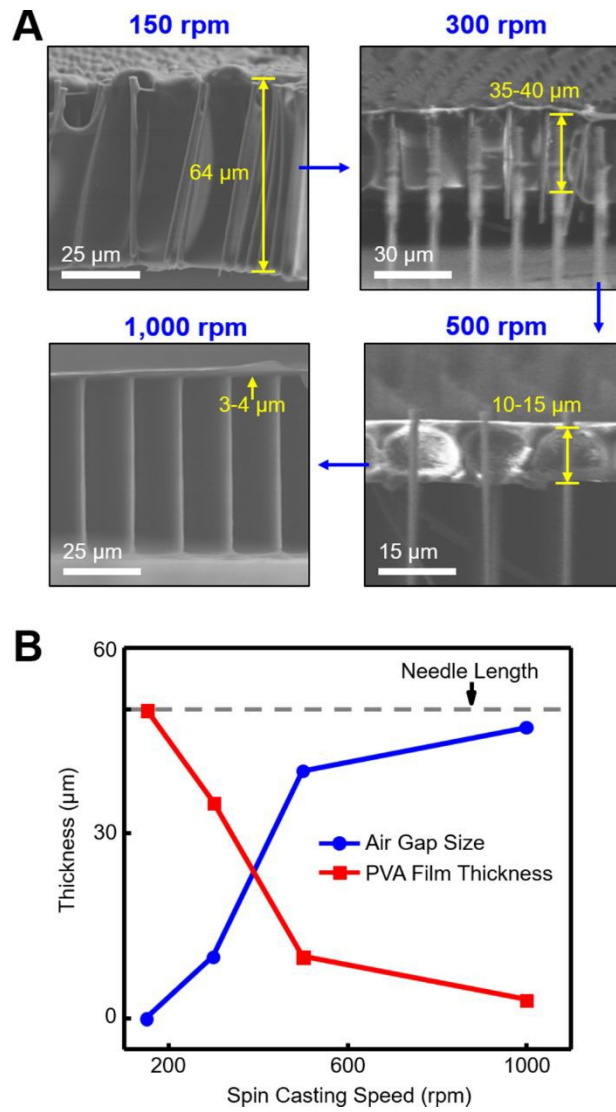 A
150 rpm
300 rpm
64 µm
25 µm
35-40 µm
30 µm
1,000 rpm
500 rpm
3-4 µm
25 µm
10-15 µm
15 µm
B
60
30
0
Thickness (µm)
Needle Length
Air Gap Size
PVA Film Thickness
200
600
1000
Spin Casting Speed (rpm)